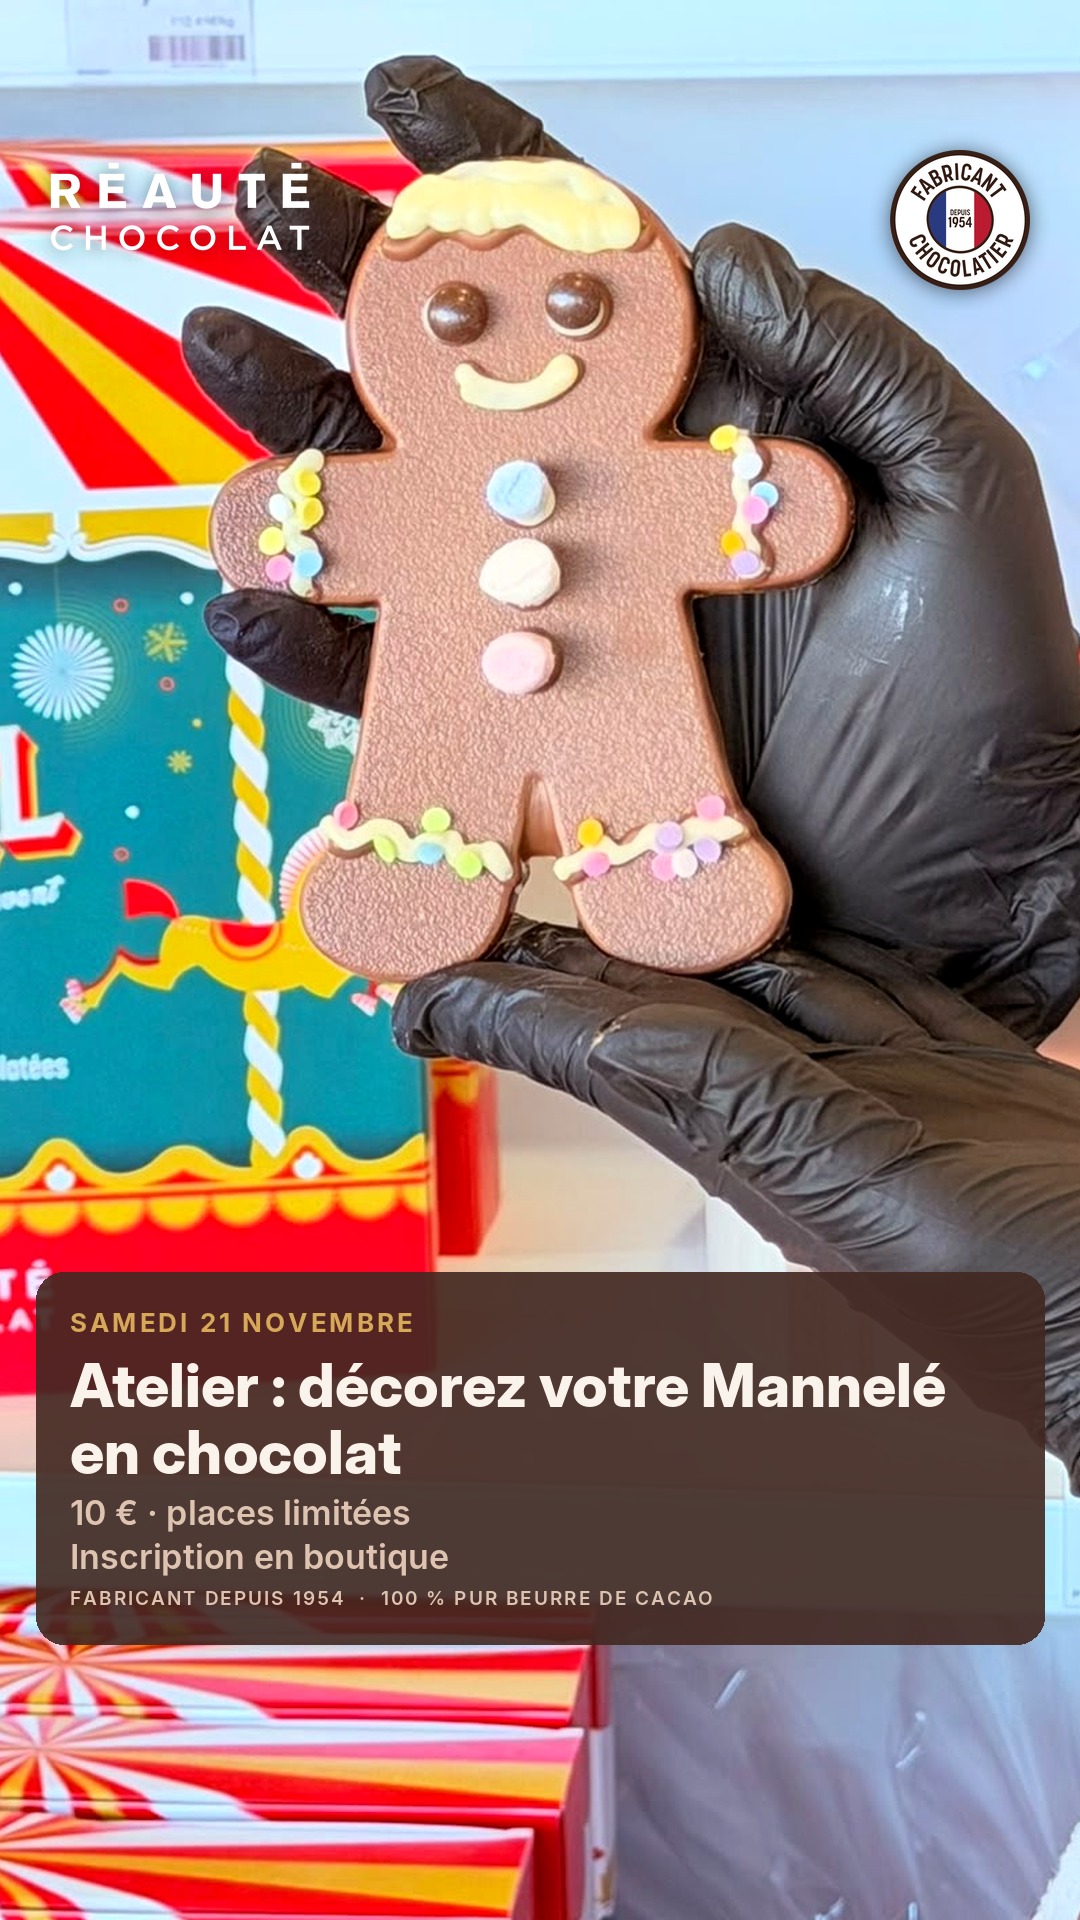 RÉAUTÉ
CHOCOLAT
FABRICANT
DEPUIS
1954
CHOCOLATIER
SAMEDI 21 NOVEMBRE
Atelier : décorez votre Mannelé
en chocolat
10 € · places limitées
Inscription en boutique
FABRICANT DEPUIS 1954 · 100 % PUR BEURRE DE CACAO